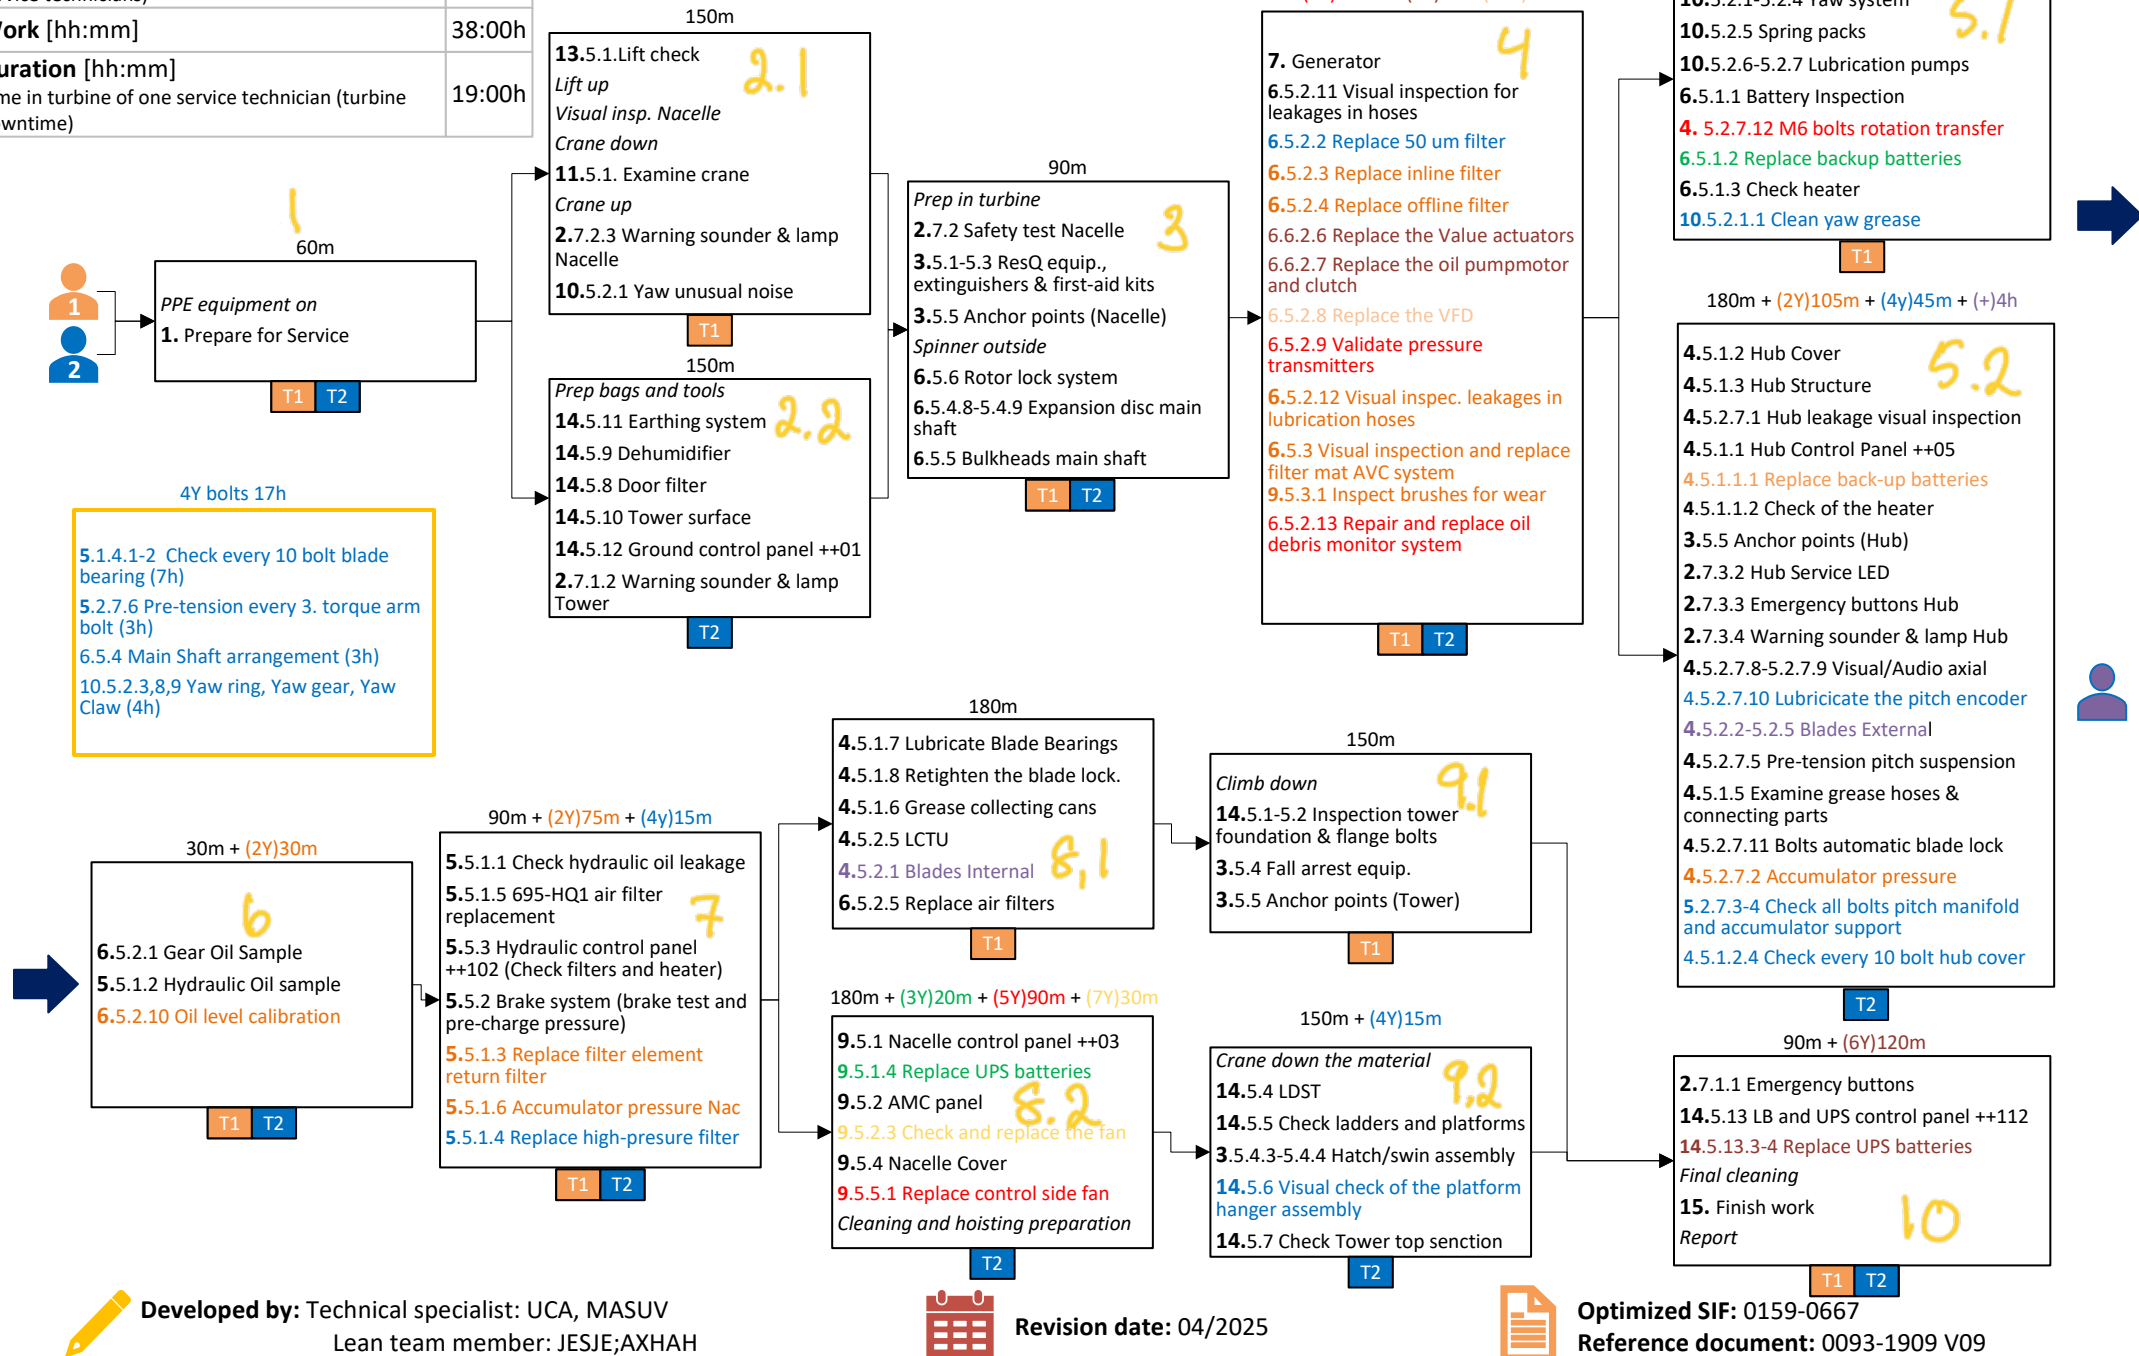 Work [hh:mm]
38:00h
uration [hh:mm]
me in turbine of one service technician (turbine
owntime)
19:00h
1
60m
1
2
PPE equipment on
1. Prepare for Service
T1 T2
150m
2.1
13.5.1.Lift check
Lift up
Visual insp. Nacelle
Crane down
11.5.1. Examine crane
Crane up
2.7.2.3 Warning sounder & lamp
Nacelle
10.5.2.1 Yaw unusual noise
T1
150m
2.2
Prep bags and tools
14.5.11 Earthing system
14.5.9 Dehumidifier
14.5.8 Door filter
14.5.10 Tower surface
14.5.12 Ground control panel ++01
2.7.1.2 Warning sounder & lamp
Tower
T2
90m
3
Prep in turbine
2.7.2 Safety test Nacelle
3.5.1-5.3 ResQ equip.,
extinguishers & first-aid kits
3.5.5 Anchor points (Nacelle)
Spinner outside
6.5.6 Rotor lock system
6.5.4.8-5.4.9 Expansion disc main
shaft
6.5.5 Bulkheads main shaft
T1 T2
4
7. Generator
6.5.2.11 Visual inspection for
leakages in hoses
6.5.2.2 Replace 50 um filter
6.5.2.3 Replace inline filter
6.5.2.4 Replace offline filter
6.6.2.6 Replace the Value actuators
6.6.2.7 Replace the oil pumpmotor
and clutch
6.5.2.8 Replace the VFD
6.5.2.9 Validate pressure
transmitters
6.5.2.12 Visual inspec. leakages in
lubrication hoses
6.5.3 Visual inspection and replace
filter mat AVC system
9.5.3.1 Inspect brushes for wear
6.5.2.13 Repair and replace oil
debris monitor system
T1 T2
5.1
10.5.2.1-5.2.4 Yaw system
10.5.2.5 Spring packs
10.5.2.6-5.2.7 Lubrication pumps
6.5.1.1 Battery Inspection
4. 5.2.7.12 M6 bolts rotation transfer
6.5.1.2 Replace backup batteries
6.5.1.3 Check heater
10.5.2.1.1 Clean yaw grease
T1
180m + (2Y)105m + (4y)45m + (+)4h
5.2
4.5.1.2 Hub Cover
4.5.1.3 Hub Structure
4.5.2.7.1 Hub leakage visual inspection
4.5.1.1 Hub Control Panel ++05
4.5.1.1.1 Replace back-up batteries
4.5.1.1.2 Check of the heater
3.5.5 Anchor points (Hub)
2.7.3.2 Hub Service LED
2.7.3.3 Emergency buttons Hub
2.7.3.4 Warning sounder & lamp Hub
4.5.2.7.8-5.2.7.9 Visual/Audio axial
4.5.2.7.10 Lubricicate the pitch encoder
4.5.2.2-5.2.5 Blades External
4.5.2.7.5 Pre-tension pitch suspension
4.5.1.5 Examine grease hoses &
connecting parts
4.5.2.7.11 Bolts automatic blade lock
4.5.2.7.2 Accumulator pressure
5.2.7.3-4 Check all bolts pitch manifold
and accumulator support
4.5.1.2.4 Check every 10 bolt hub cover
T2
4Y bolts 17h
5.1.4.1-2 Check every 10 bolt blade
bearing (7h)
5.2.7.6 Pre-tension every 3. torque arm
bolt (3h)
6.5.4 Main Shaft arrangement (3h)
10.5.2.3,8,9 Yaw ring, Yaw gear, Yaw
Claw (4h)
30m + (2Y)30m
6
6.5.2.1 Gear Oil Sample
5.5.1.2 Hydraulic Oil sample
6.5.2.10 Oil level calibration
T1 T2
90m + (2Y)75m + (4y)15m
7
5.5.1.1 Check hydraulic oil leakage
5.5.1.5 695-HQ1 air filter
replacement
5.5.3 Hydraulic control panel
++102 (Check filters and heater)
5.5.2 Brake system (brake test and
pre-charge pressure)
5.5.1.3 Replace filter element
return filter
5.5.1.6 Accumulator pressure Nac
5.5.1.4 Replace high-presure filter
T1 T2
180m
8,1
4.5.1.7 Lubricate Blade Bearings
4.5.1.8 Retighten the blade lock.
4.5.1.6 Grease collecting cans
4.5.2.5 LCTU
4.5.2.1 Blades Internal
6.5.2.5 Replace air filters
T1
180m + (3Y)20m + (5Y)90m + (7Y)30m
8.2
9.5.1 Nacelle control panel ++03
9.5.1.4 Replace UPS batteries
9.5.2 AMC panel
9.5.2.3 Check and replace the fan
9.5.4 Nacelle Cover
9.5.5.1 Replace control side fan
Cleaning and hoisting preparation
T2
150m
9.1
Climb down
14.5.1-5.2 Inspection tower
foundation & flange bolts
3.5.4 Fall arrest equip.
3.5.5 Anchor points (Tower)
T1
150m + (4Y)15m
9,2
Crane down the material
14.5.4 LDST
14.5.5 Check ladders and platforms
3.5.4.3-5.4.4 Hatch/swin assembly
14.5.6 Visual check of the platform
hanger assembly
14.5.7 Check Tower top senction
T2
90m + (6Y)120m
10
2.7.1.1 Emergency buttons
14.5.13 LB and UPS control panel ++112
14.5.13.3-4 Replace UPS batteries
Final cleaning
15. Finish work
Report
T1 T2
Developed by: Technical specialist: UCA, MASUV
Lean team member: JESJE;AXHAH
Revision date: 04/2025
Optimized SIF: 0159-0667
Reference document: 0093-1909 V09